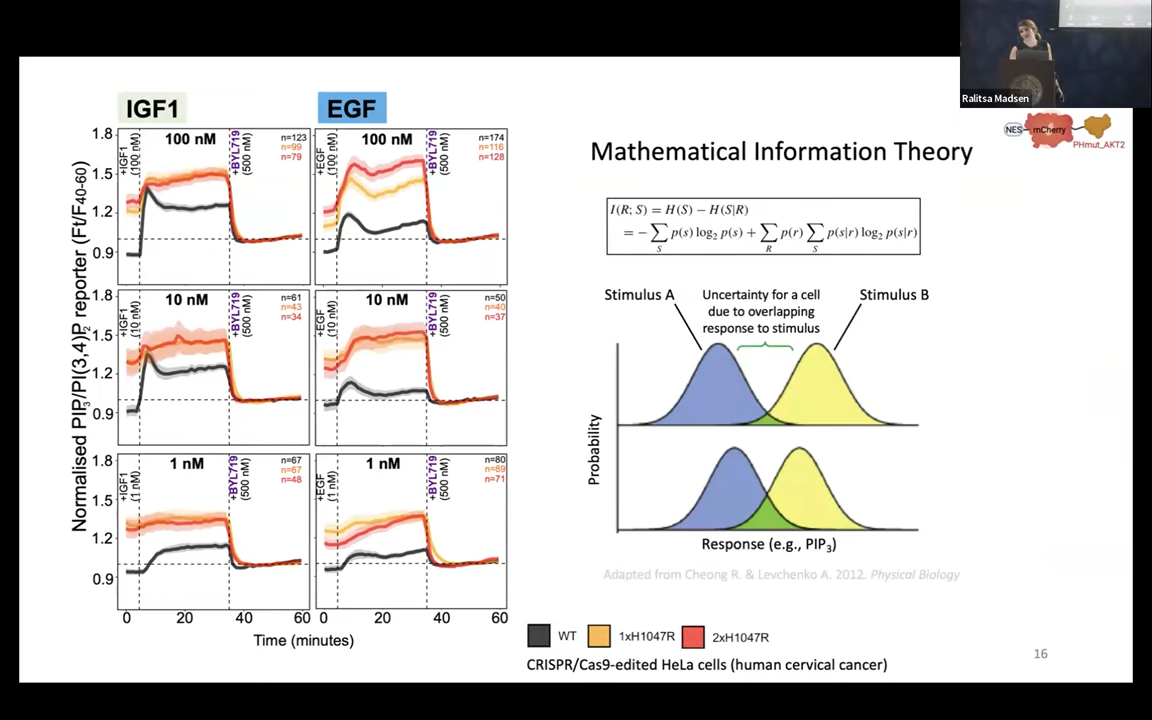 Ralitsa Madsen
NES
mCherry
PHmut_AKT2
IGF1
EGF
Normalised PIP3/PI(3,4)P2 reporter (Ft/F40-60)
1.8
1.5
1.2
0.9
100 nM
+IGF1
(100 nM)
+BYL719
(500 nM)
n=123
n=99
n=79
100 nM
+EGF
(100 nM)
+BYL719
(500 nM)
n=174
n=116
n=128
1.8
1.5
1.2
0.9
10 nM
+IGF1
(10 nM)
+BYL719
(500 nM)
n=61
n=43
n=34
10 nM
+EGF
(10 nM)
+BYL719
(500 nM)
n=50
n=40
n=37
1.8
1.5
1.2
0.9
1 nM
+IGF1
(1 nM)
+BYL719
(500 nM)
n=67
n=67
n=48
1 nM
+EGF
(1 nM)
+BYL719
(500 nM)
n=80
n=89
n=71
0 20 40 60 0 20 40 60
Time (minutes)
Mathematical Information Theory
I(R; S) = H(S) − H(S|R)
= −∑S p(s) log2 p(s) + ∑R p(r) ∑S p(s|r) log2 p(s|r)
Stimulus A
Uncertainty for a cell
due to overlapping
response to stimulus
Stimulus B
Probability
Response (e.g., PIP3)
Adapted from Cheong R. & Levchenko A. 2012. Physical Biology
WT 1xH1047R 2xH1047R
CRISPR/Cas9-edited HeLa cells (human cervical cancer)
16